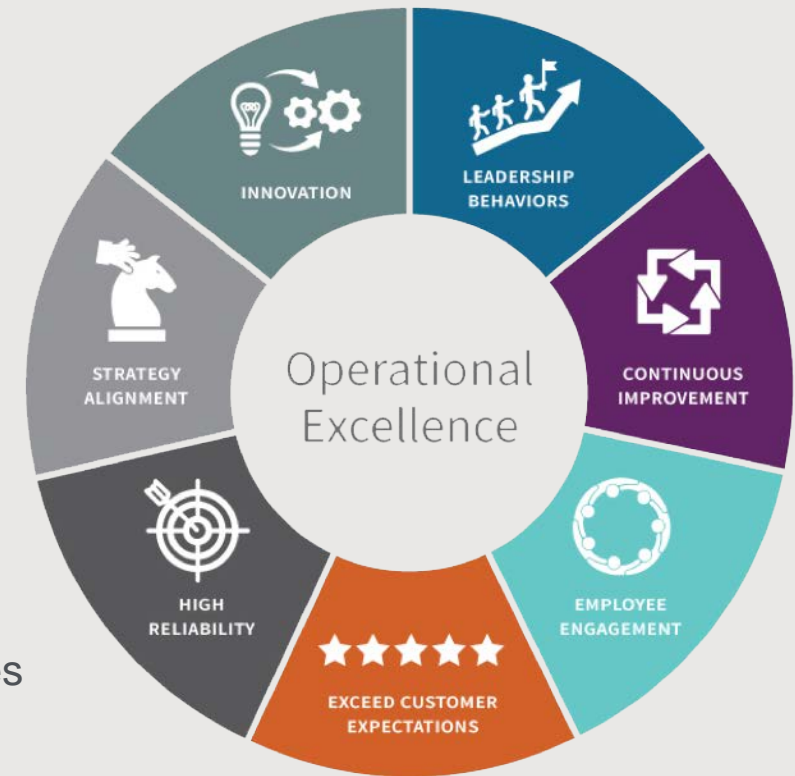 Operational
Excellence
INNOVATION
LEADERSHIP
BEHAVIORS
CONTINUOUS
IMPROVEMENT
EMPLOYEE
ENGAGEMENT
EXCEED CUSTOMER
EXPECTATIONS
HIGH
RELIABILITY
STRATEGY
ALIGNMENT